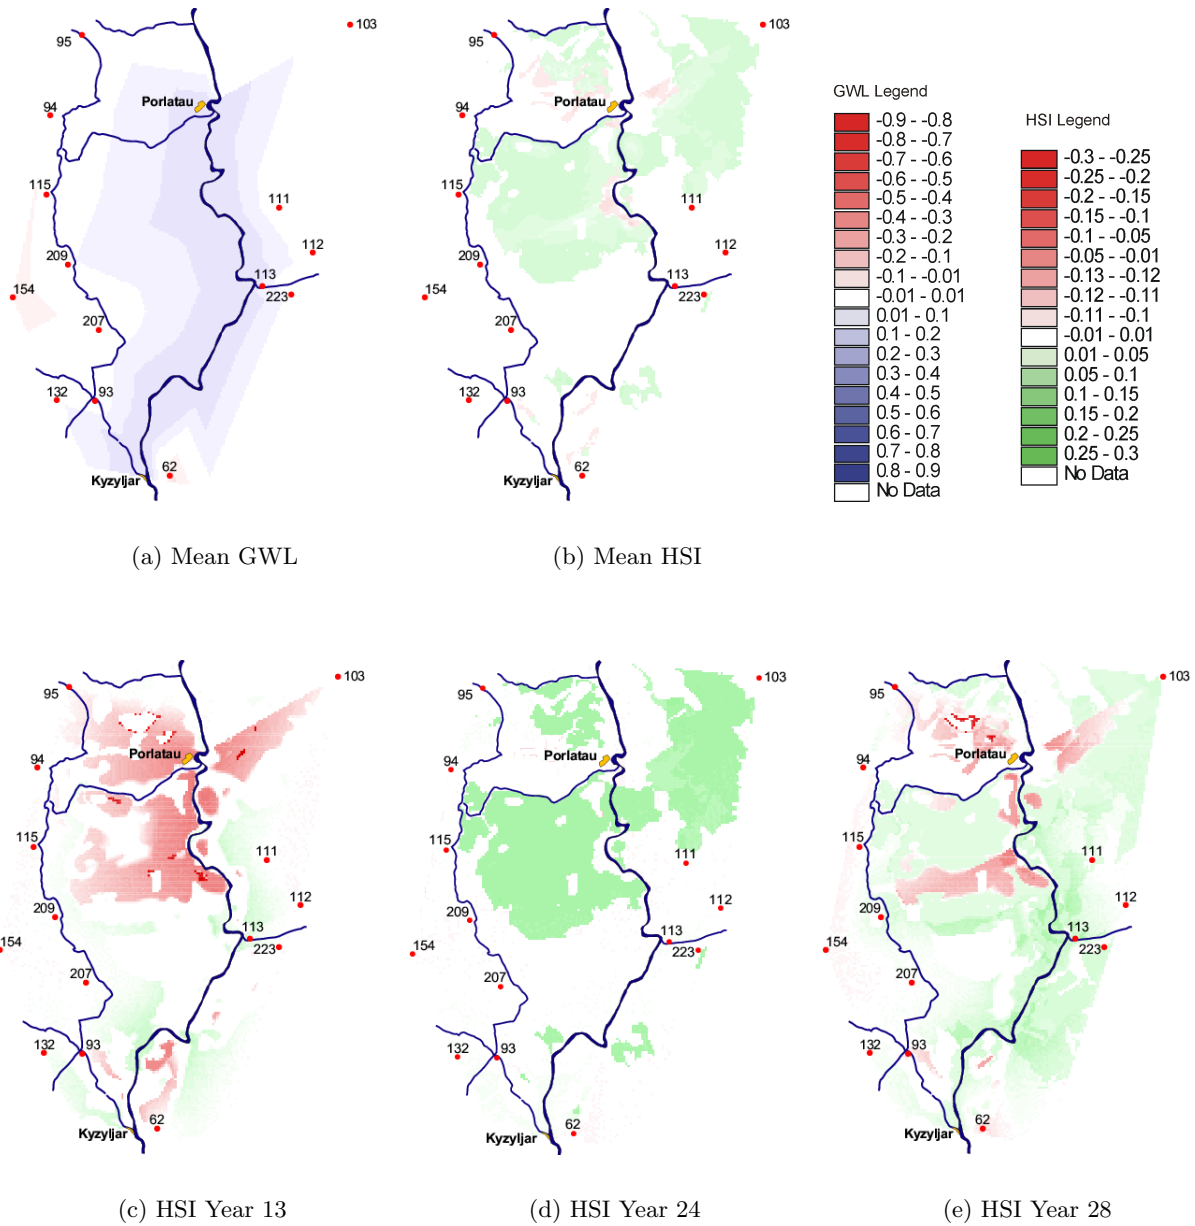 103
95
94
Porlatau
115
111
209
112
113
154
223
207
132
93
62
Kyzyljar
(a) Mean GWL
103
95
94
Porlatau
115
111
209
112
113
154
223
207
132
93
62
Kyzyljar
(b) Mean HSI
GWL Legend
-0.9 - -0.8
-0.8 - -0.7
-0.7 - -0.6
-0.6 - -0.5
-0.5 - -0.4
-0.4 - -0.3
-0.3 - -0.2
-0.2 - -0.1
-0.1 - -0.01
-0.01 - 0.01
0.01 - 0.1
0.1 - 0.2
0.2 - 0.3
0.3 - 0.4
0.4 - 0.5
0.5 - 0.6
0.6 - 0.7
0.7 - 0.8
0.8 - 0.9
No Data
HSI Legend
-0.3 - -0.25
-0.25 - -0.2
-0.2 - -0.15
-0.15 - -0.1
-0.1 - -0.05
-0.05 - -0.01
-0.13 - -0.12
-0.12 - -0.11
-0.11 - -0.1
-0.01 - 0.01
0.01 - 0.05
0.05 - 0.1
0.1 - 0.15
0.15 - 0.2
0.2 - 0.25
0.25 - 0.3
No Data
103
95
94
Porlatau
115
111
209
112
113
154
223
207
132
93
62
Kyzyljar
(c) HSI Year 13
103
95
94
Porlatau
115
111
209
112
113
154
223
207
132
93
62
Kyzyljar
(d) HSI Year 24
103
95
94
Porlatau
115
111
209
112
113
154
223
207
132
93
62
Kyzyljar
(e) HSI Year 28